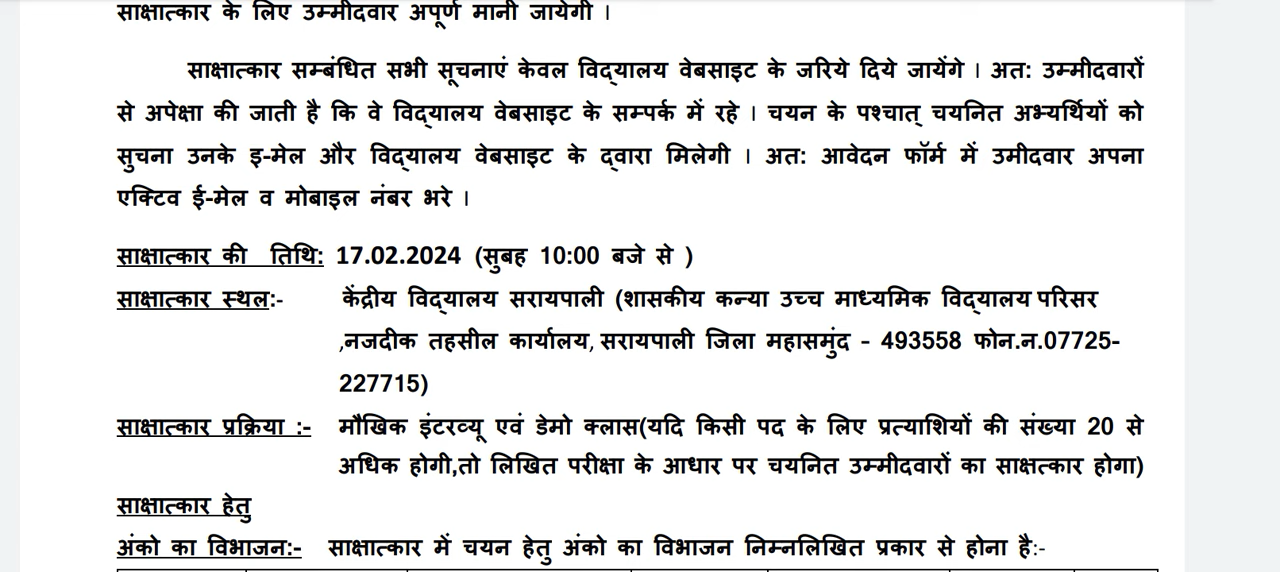 साक्षात्कार के लिए उम्मीदवार अपूर्ण मानी जायेगी ।
साक्षात्कार सम्बंधित सभी सूचनाएं केवल विद्यालय वेबसाइट के जरिये दिये जायेंगे । अत: उम्मीदवारों
से अपेक्षा की जाती है कि वे विद्यालय वेबसाइट के सम्पर्क में रहे । चयन के पश्चात् चयनित अभ्यर्थियों को
सुचना उनके इ-मेल और विद्यालय वेबसाइट के द्वारा मिलेगी । अत: आवेदन फॉर्म में उमीदवार अपना
एक्टिव ई-मेल व मोबाइल नंबर भरे ।
साक्षात्कार की तिथि: 17.02.2024 (सुबह 10:00 बजे से )
साक्षात्कार स्थल:- केंद्रीय विद्यालय सरायपाली (शासकीय कन्या उच्च माध्यमिक विद्यालय परिसर
,नजदीक तहसील कार्यालय, सरायपाली जिला महासमुंद - 493558 फोन.न.07725-
227715)
साक्षात्कार प्रक्रिया :- मौखिक इंटरव्यू एवं डेमो क्लास(यदि किसी पद के लिए प्रत्याशियों की संख्या 20 से
अधिक होगी,तो लिखित परीक्षा के आधार पर चयनित उम्मीदवारों का साक्षत्कार होगा)
साक्षात्कार हेतु
अंको का विभाजन:- साक्षात्कार में चयन हेतु अंको का विभाजन निम्नलिखित प्रकार से होना है:-